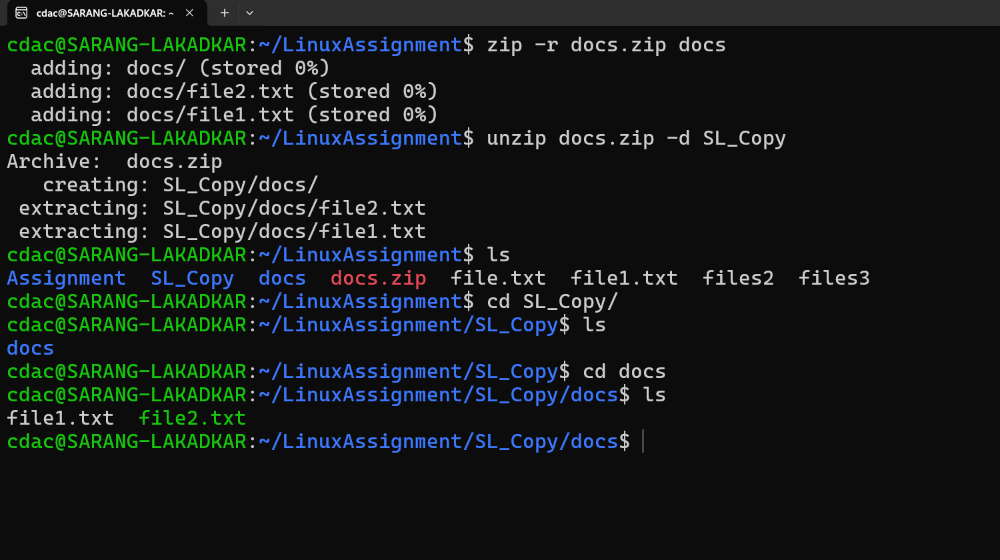 cdac@SARANG-LAKADKAR: ~
cdac@SARANG-LAKADKAR:~/LinuxAssignment$ zip -r docs.zip docs
  adding: docs/ (stored 0%)
  adding: docs/file2.txt (stored 0%)
  adding: docs/file1.txt (stored 0%)
cdac@SARANG-LAKADKAR:~/LinuxAssignment$ unzip docs.zip -d SL_Copy
Archive:  docs.zip
   creating: SL_Copy/docs/
 extracting: SL_Copy/docs/file2.txt
 extracting: SL_Copy/docs/file1.txt
cdac@SARANG-LAKADKAR:~/LinuxAssignment$ ls
Assignment  SL_Copy  docs  docs.zip  file.txt  file1.txt  files2  files3
cdac@SARANG-LAKADKAR:~/LinuxAssignment$ cd SL_Copy/
cdac@SARANG-LAKADKAR:~/LinuxAssignment/SL_Copy$ ls
docs
cdac@SARANG-LAKADKAR:~/LinuxAssignment/SL_Copy$ cd docs
cdac@SARANG-LAKADKAR:~/LinuxAssignment/SL_Copy/docs$ ls
file1.txt  file2.txt
cdac@SARANG-LAKADKAR:~/LinuxAssignment/SL_Copy/docs$